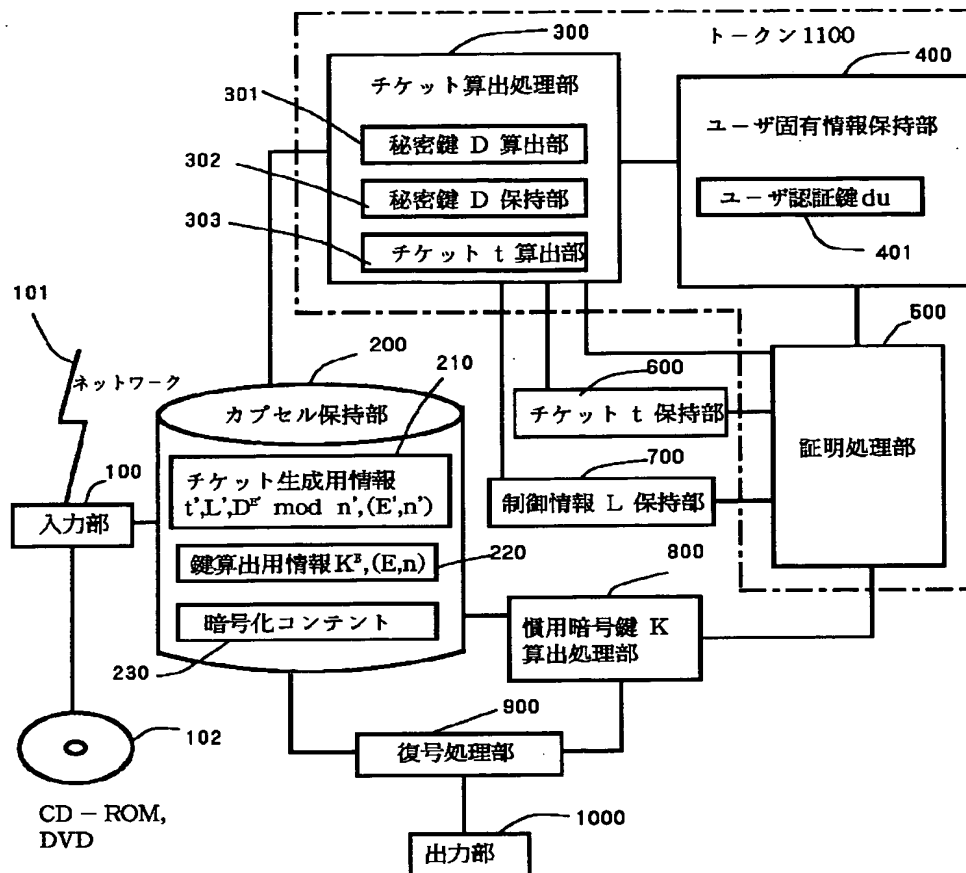 トークン1100
300
チケット算出処理部
301
秘密鍵 D 算出部
302
秘密鍵 D 保持部
303
チケット t 算出部
400
ユーザ固有情報保持部
ユーザ認証鍵du
401
101
ネットワーク
200
カプセル保持部
210
チケット生成用情報
t',L',D^E' mod n',(E',n')
鍵算出用情報K^E,(E,n)
220
暗号化コンテント
230
100
入力部
102
CD－ROM,
DVD
600
チケット t 保持部
700
制御情報 L 保持部
500
証明処理部
800
慣用暗号鍵 K
算出処理部
900
復号処理部
1000
出力部